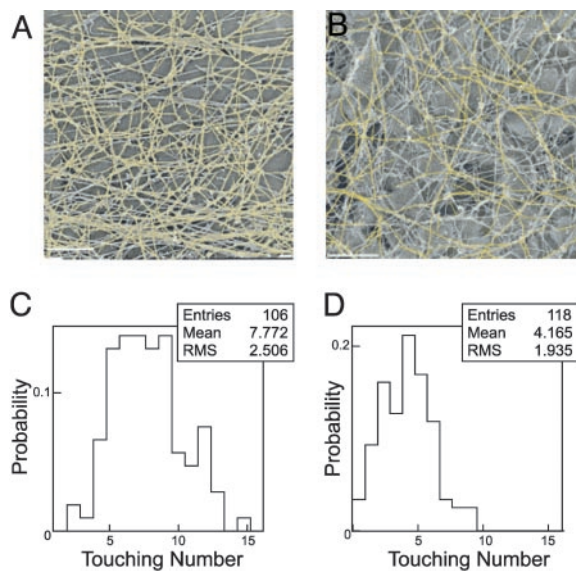 A
B
C
Entries 106
Mean 7.772
RMS 2.506
0.1
Probability
0
5
10
15
Touching Number
D
Entries 118
Mean 4.165
RMS 1.935
0.2
Probability
0
5
10
15
Touching Number